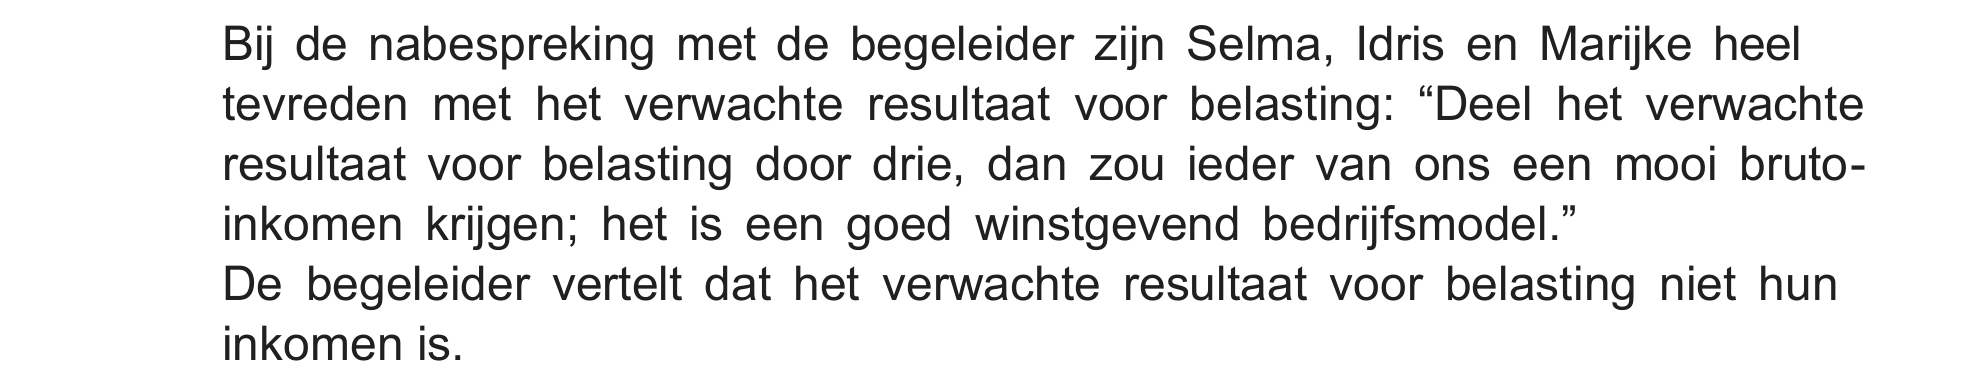 Bij de nabespreking met de begeleider zijn Selma, Idris en Marijke heel
tevreden met het verwachte resultaat voor belasting: “Deel het verwachte
resultaat voor belasting door drie, dan zou ieder van ons een mooi bruto-
inkomen krijgen; het is een goed winstgevend bedrijfsmodel.”
De begeleider vertelt dat het verwachte resultaat voor belasting niet hun
inkomen is.